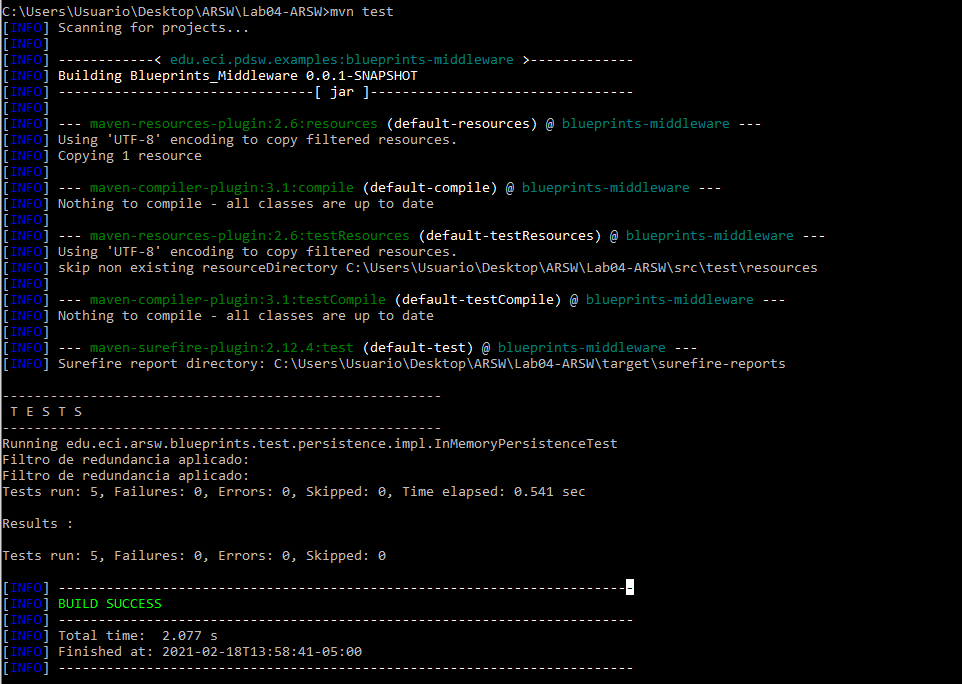 C:\Users\Usuario\Desktop\ARSW\Lab04-ARSW>mvn test
[INFO] Scanning for projects...
[INFO]
[INFO] ------------< edu.eci.pdsw.examples:blueprints-middleware >-------------
[INFO] Building Blueprints_Middleware 0.0.1-SNAPSHOT
[INFO] --------------------------------[ jar ]---------------------------------
[INFO]
[INFO] --- maven-resources-plugin:2.6:resources (default-resources) @ blueprints-middleware ---
[INFO] Using 'UTF-8' encoding to copy filtered resources.
[INFO] Copying 1 resource
[INFO]
[INFO] --- maven-compiler-plugin:3.1:compile (default-compile) @ blueprints-middleware ---
[INFO] Nothing to compile - all classes are up to date
[INFO]
[INFO] --- maven-resources-plugin:2.6:testResources (default-testResources) @ blueprints-middleware ---
[INFO] Using 'UTF-8' encoding to copy filtered resources.
[INFO] skip non existing resourceDirectory C:\Users\Usuario\Desktop\ARSW\Lab04-ARSW\src\test\resources
[INFO]
[INFO] --- maven-compiler-plugin:3.1:testCompile (default-testCompile) @ blueprints-middleware ---
[INFO] Nothing to compile - all classes are up to date
[INFO]
[INFO] --- maven-surefire-plugin:2.12.4:test (default-test) @ blueprints-middleware ---
[INFO] Surefire report directory: C:\Users\Usuario\Desktop\ARSW\Lab04-ARSW\target\surefire-reports
-------------------------------------------------------
 T E S T S
-------------------------------------------------------
Running edu.eci.arsw.blueprints.test.persistence.impl.InMemoryPersistenceTest
Filtro de redundancia aplicado:
Filtro de redundancia aplicado:
Tests run: 5, Failures: 0, Errors: 0, Skipped: 0, Time elapsed: 0.541 sec
Results :
Tests run: 5, Failures: 0, Errors: 0, Skipped: 0
[INFO] ------------------------------------------------------------------------
[INFO] BUILD SUCCESS
[INFO] ------------------------------------------------------------------------
[INFO] Total time:  2.077 s
[INFO] Finished at: 2021-02-18T13:58:41-05:00
[INFO] ------------------------------------------------------------------------